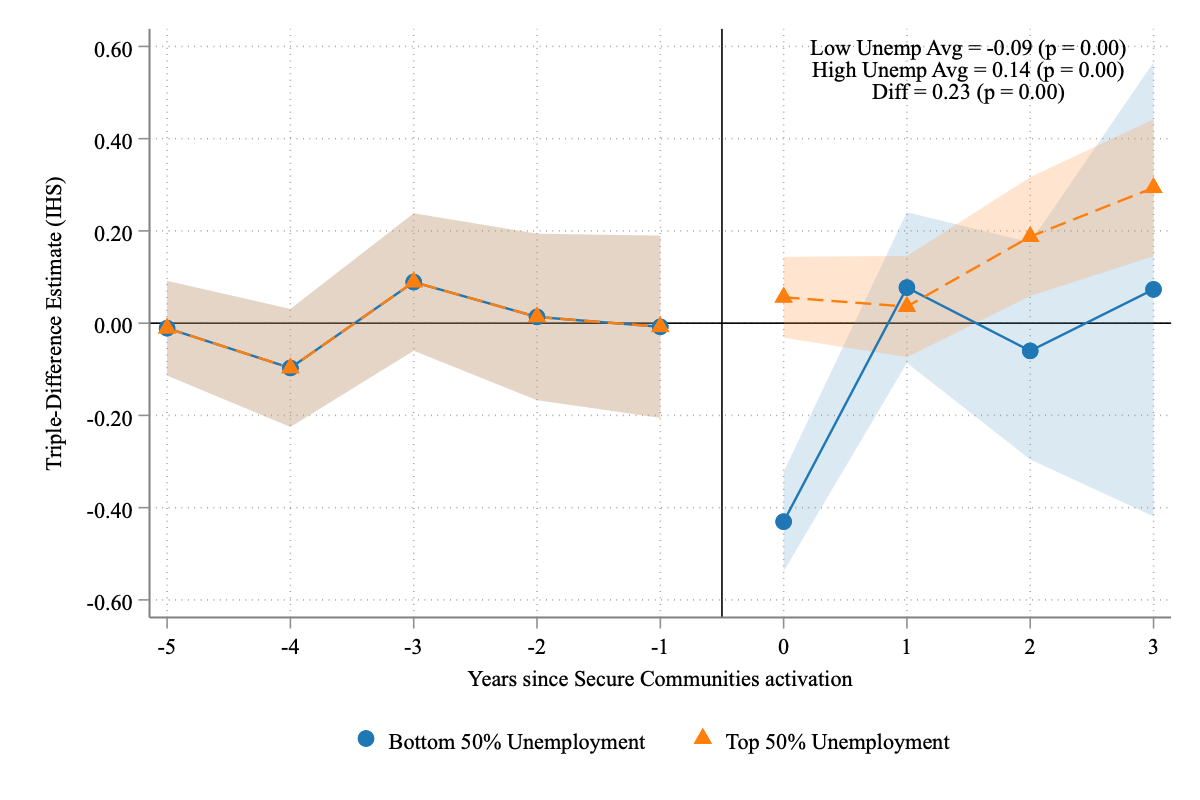 Low Unemp Avg = -0.09 (p = 0.00)
High Unemp Avg = 0.14 (p = 0.00)
Diff = 0.23 (p = 0.00)
Triple-Difference Estimate (IHS)
0.60
0.40
0.20
0.00
-0.20
-0.40
-0.60
-5 -4 -3 -2 -1 0 1 2 3
Years since Secure Communities activation
Bottom 50% Unemployment Top 50% Unemployment